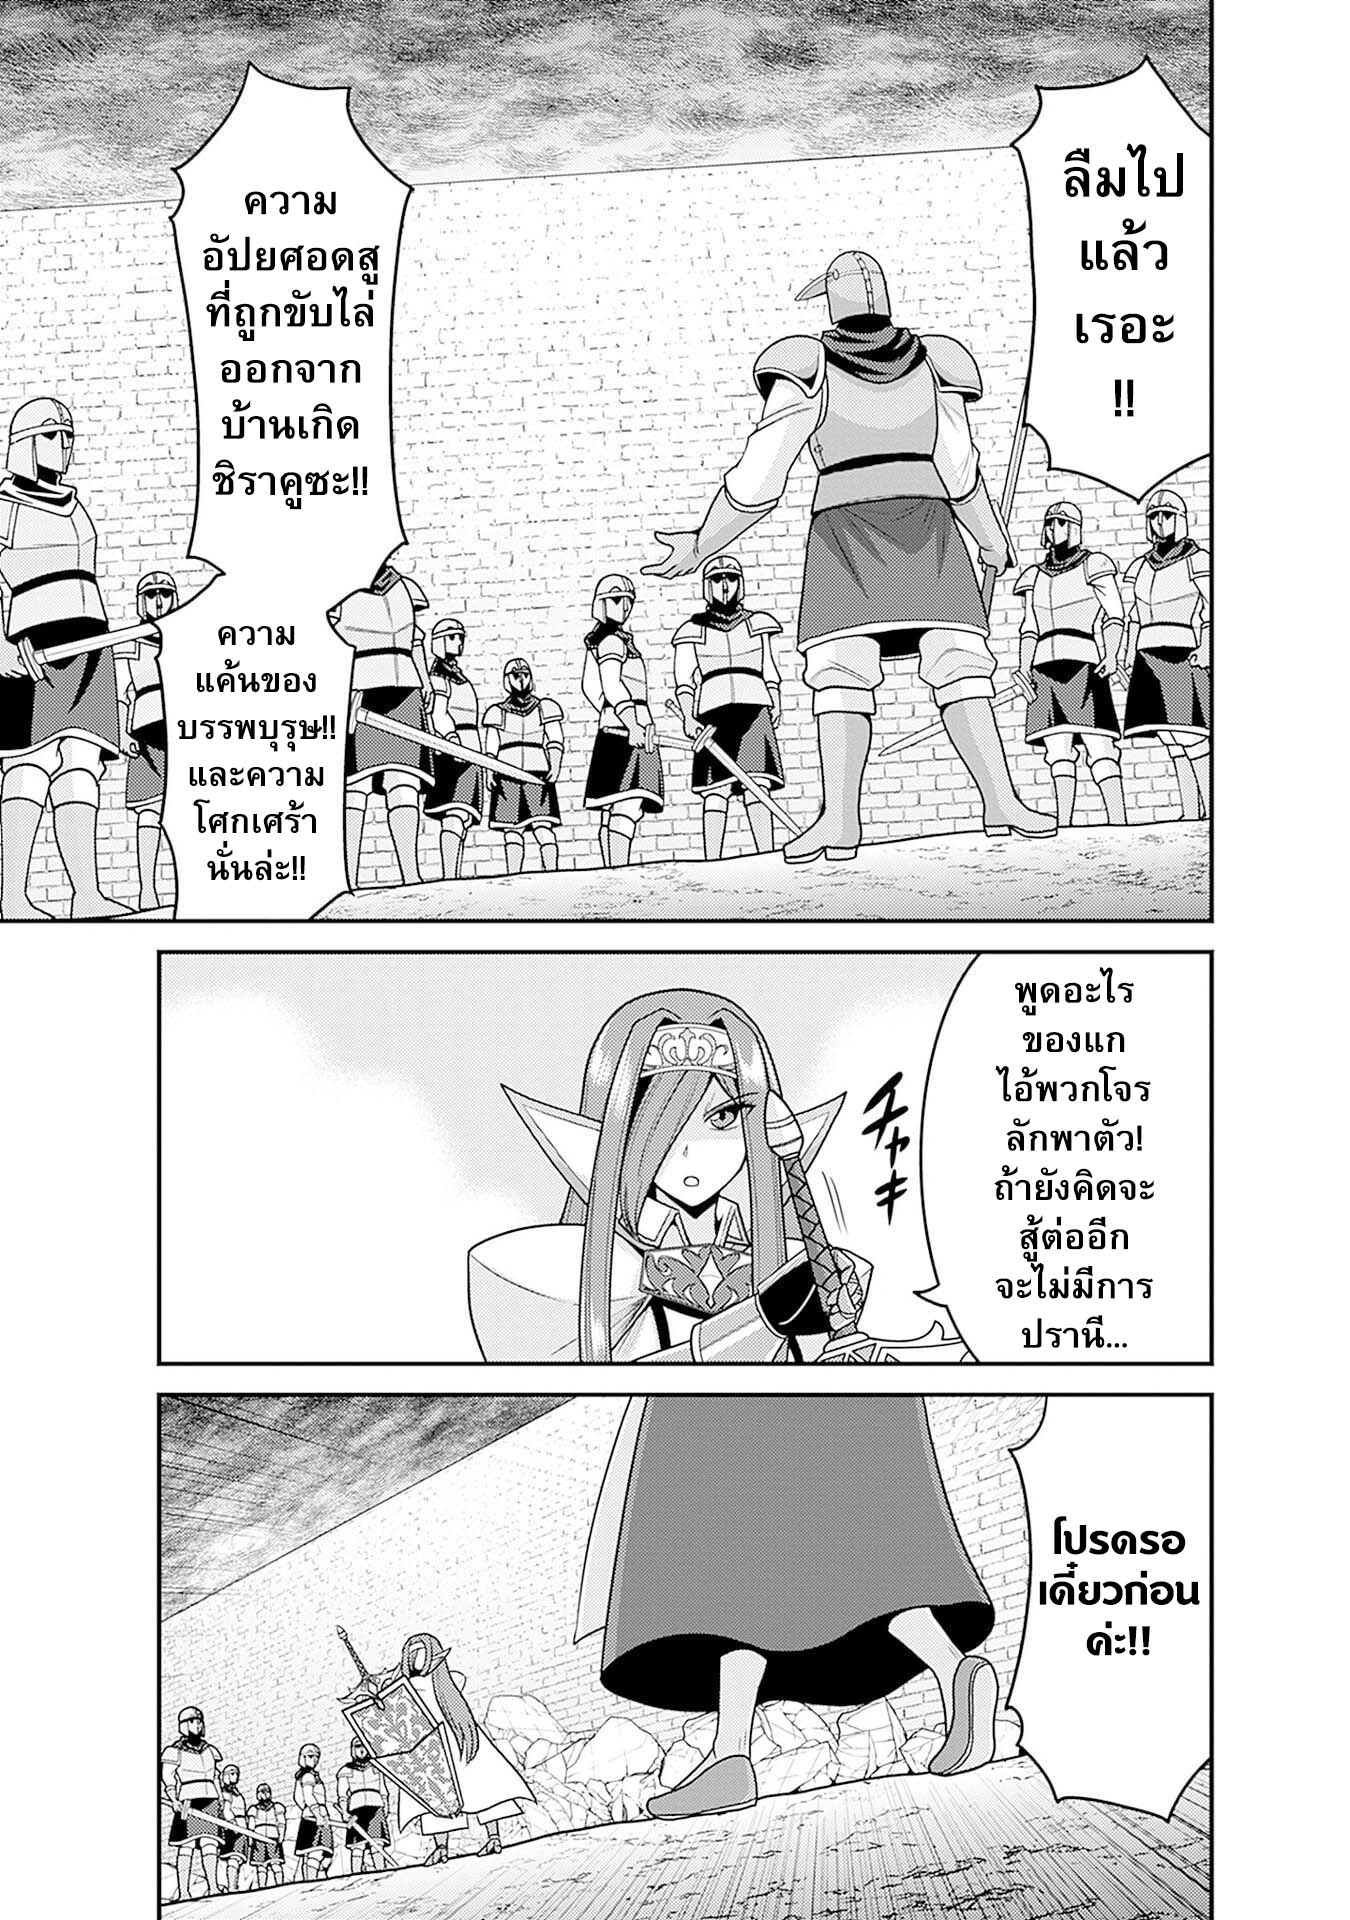 ลืมไป
แล้ว
เรอะ
!!
ความ
อัปยศอดสู
ที่ถูกขับไล่
ออกจาก
บ้านเกิด
ชิราคูซะ!!
ความ
แค้นของ
บรรพบุรุษ!!
และความ
โศกเศร้า
นั่นล่ะ!!
พูดอะไร
ของแก
ไอ้พวกโจร
ลักพาตัว!
ถ้ายังคิดจะ
สู้ต่ออีก
จะไม่มีการ
ปรานี...
チャキ
โปรดรอ
เดี๋ยวก่อน
ค่ะ!!